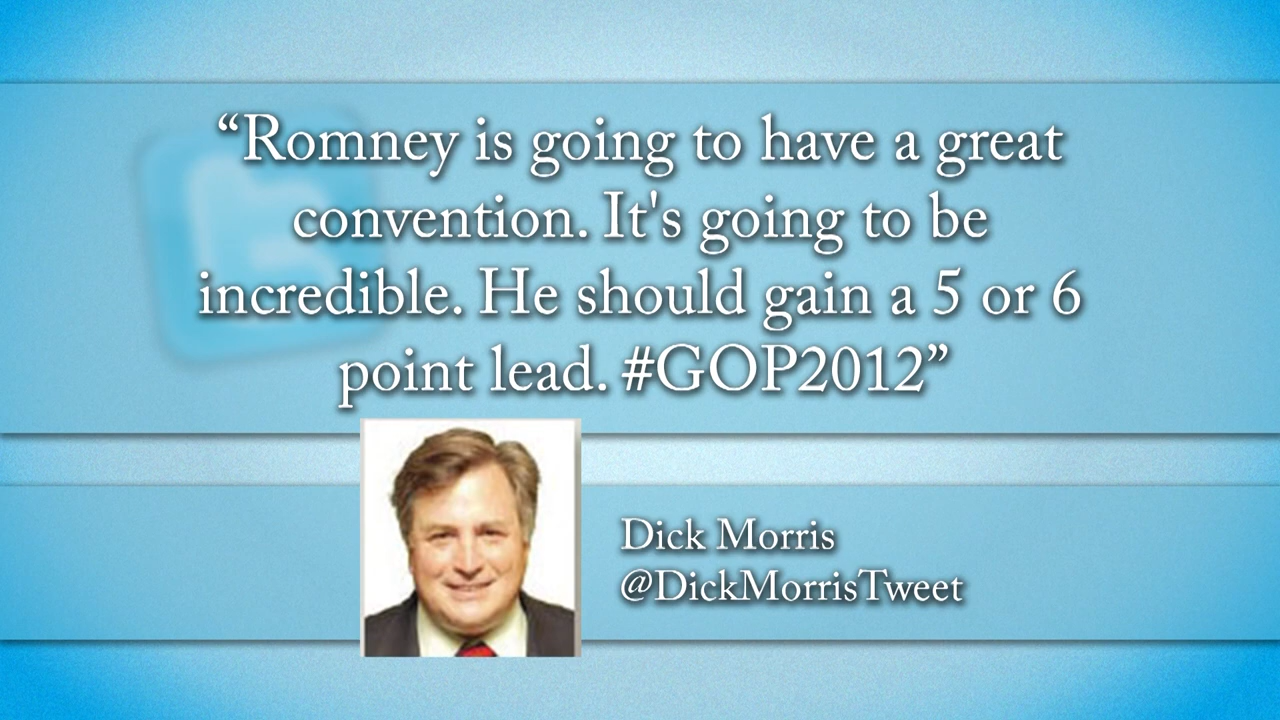 “Romney is going to have a great
convention. It's going to be
incredible. He should gain a 5 or 6
point lead. #GOP2012”
Dick Morris
@DickMorrisTweet